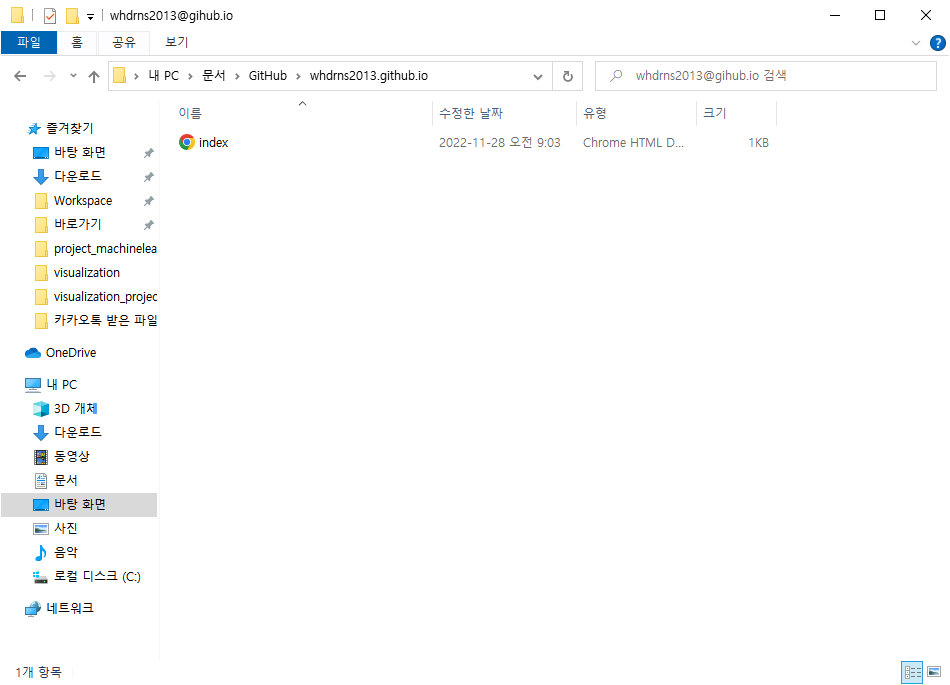 whdrns2013@gihub.io
파일 홈 공유 보기
내 PC 문서 GitHub whdrns2013.github.io
whdrns2013@gihub.io 검색
이름 수정한 날짜 유형 크기
index 2022-11-28 오전 9:03 Chrome HTML D... 1KB
즐겨찾기
바탕 화면
다운로드
Workspace
바로가기
project_machinelea
visualization
visualization_projec
카카오톡 받은 파일
OneDrive
내 PC
3D 개체
다운로드
동영상
문서
바탕 화면
사진
음악
로컬 디스크 (C:)
네트워크
1개 항목